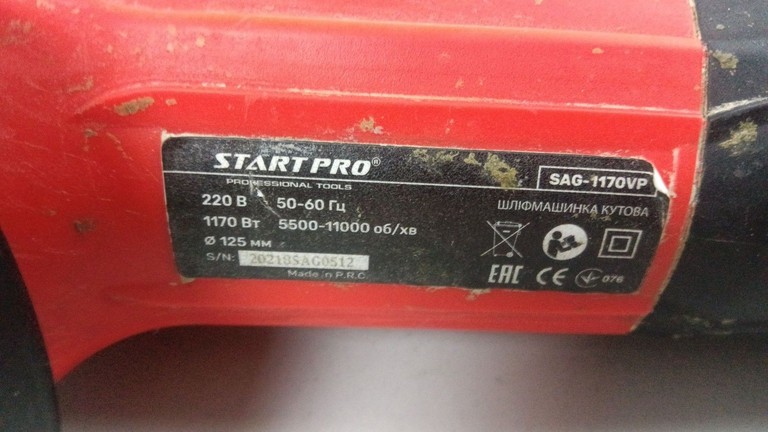 START PRO®
PROFESSIONAL TOOLS
SAG-1170VP
ШЛІФМАШИНКА КУТОВА
220 В 50-60 Гц
1170 Вт 5500-11000 об/хв
Ø 125 мм
S/N: 20218SAG0512
Made in P.R.C.
EAC CE 076